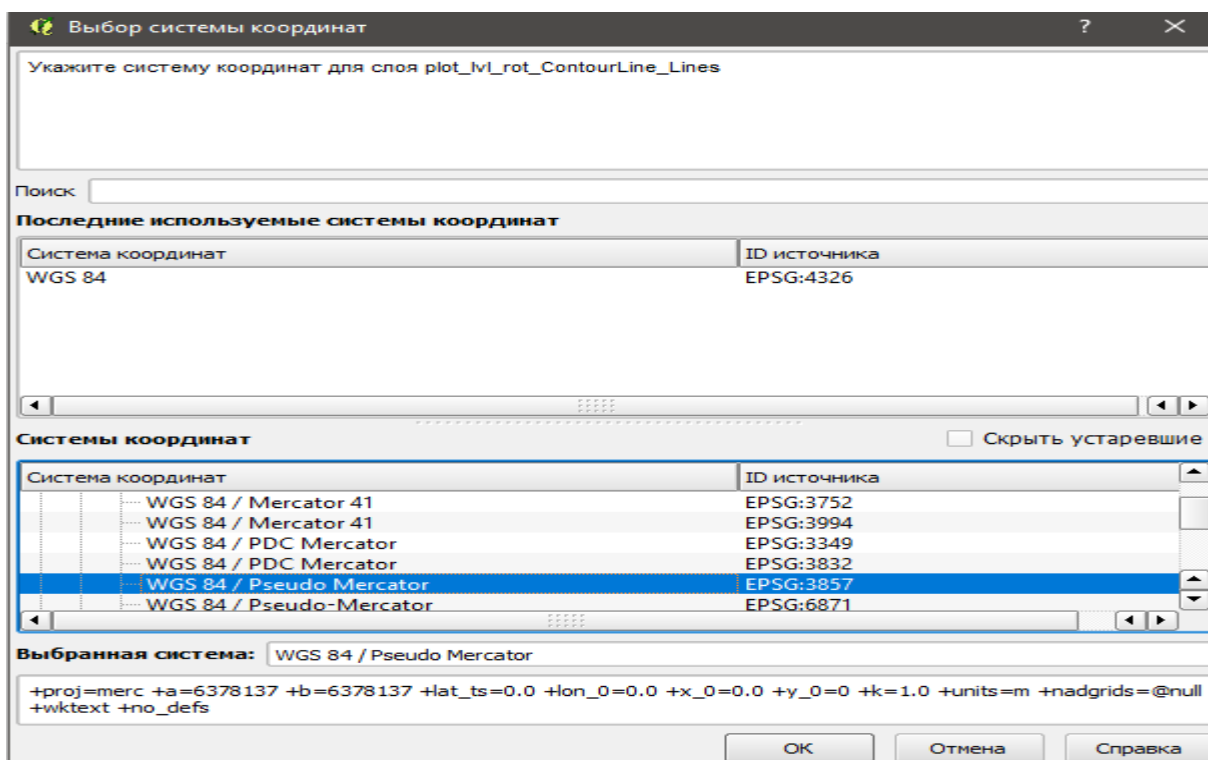 Выбор системы координат ? ×
Укажите систему координат для слоя plot_lvl_rot_ContourLine_Lines
Поиск
Последние используемые системы координат
Система координат ID источника
WGS 84 EPSG:4326
Системы координат Скрыть устаревшие
Система координат ID источника
WGS 84 / Mercator 41 EPSG:3752
WGS 84 / Mercator 41 EPSG:3994
WGS 84 / PDC Mercator EPSG:3349
WGS 84 / PDC Mercator EPSG:3832
WGS 84 / Pseudo Mercator EPSG:3857
WGS 84 / Pseudo-Mercator EPSG:6871
Выбранная система: WGS 84 / Pseudo Mercator
+proj=merc +a=6378137 +b=6378137 +lat_ts=0.0 +lon_0=0.0 +x_0=0.0 +y_0=0 +k=1.0 +units=m +nadgrids=@null
+wktext +no_defs
OK Отмена Справка